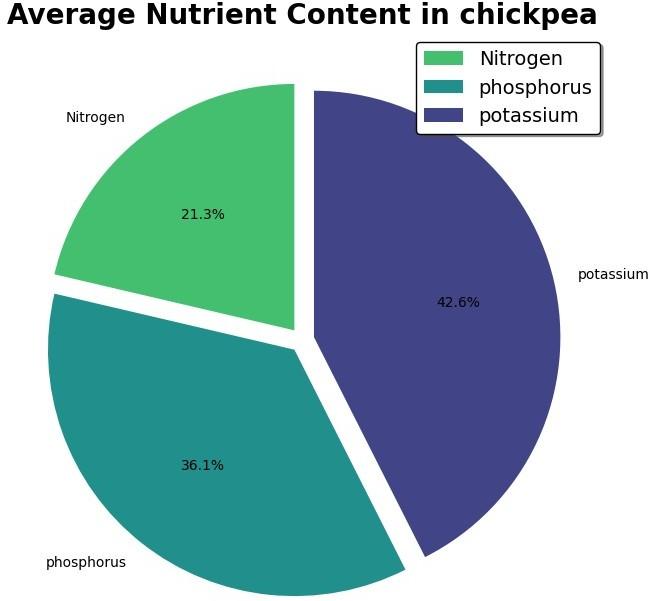 Average Nutrient Content in chickpea
Nitrogen
phosphorus
potassium
Nitrogen
21.3%
potassium
42.6%
36.1%
phosphorus